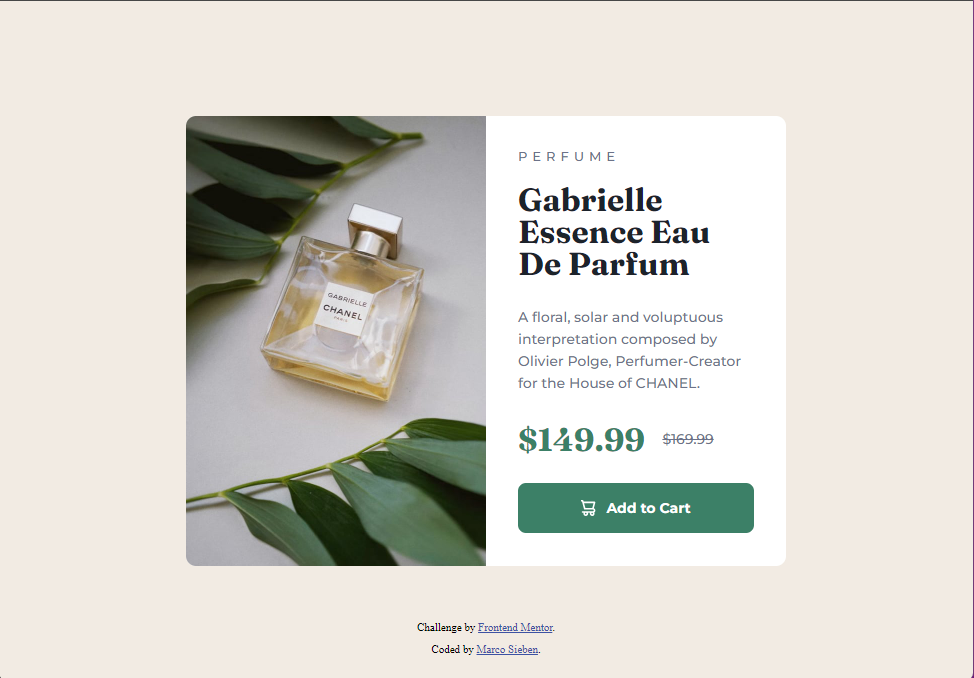 GABRIELLE
CHANEL
PARIS
PERFUME
Gabrielle
Essence Eau
De Parfum
A floral, solar and voluptuous
interpretation composed by
Olivier Polge, Perfumer-Creator
for the House of CHANEL.
$149.99 $169.99
Add to Cart
Challenge by Frontend Mentor.
Coded by Marco Sieben.